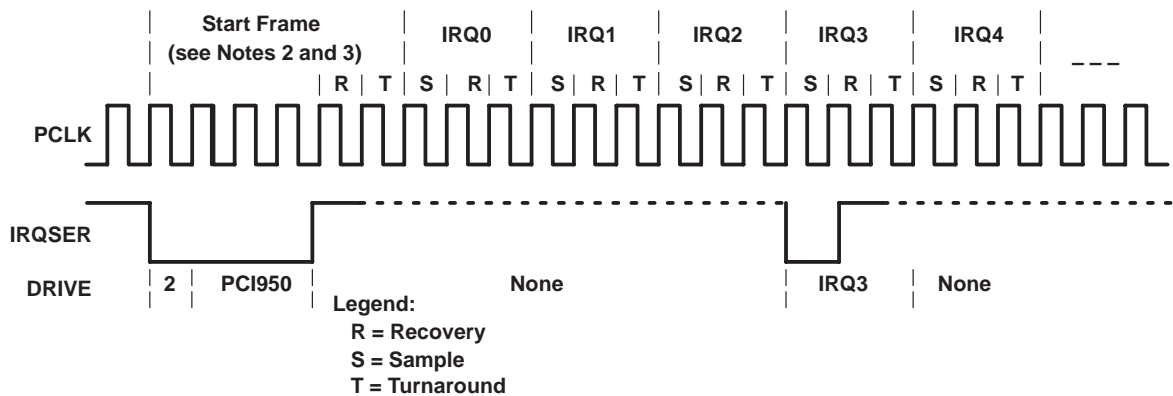 Start Frame
(see Notes 2 and 3)
IRQ0 IRQ1 IRQ2 IRQ3 IRQ4
R T S R T S R T S R T S R T S R T
PCLK
IRQSER
DRIVE 2 PCI950 None IRQ3 None
Legend:
R = Recovery
S = Sample
T = Turnaround